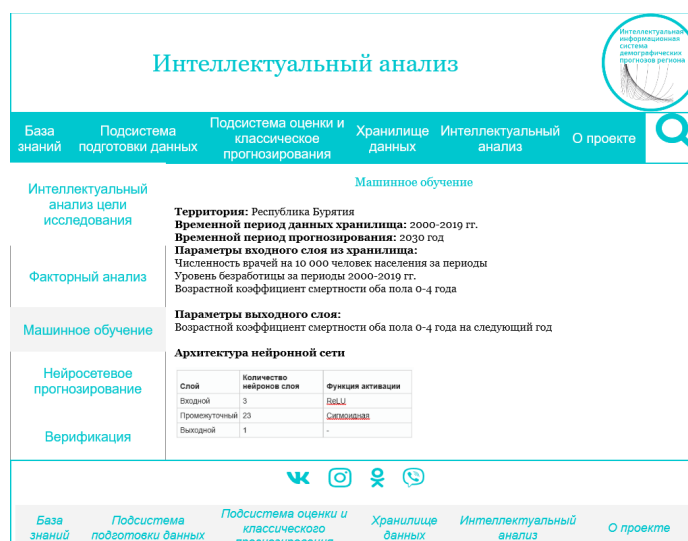 Интеллектуальный анализ
Интеллектуальная
информационная
система
демографических
прогнозов региона
База
знаний
Подсистема
подготовки данных
Подсистема оценки и
классическое
прогнозирования
Хранилище
данных
Интеллектуальный
анализ
О проекте
Интеллектуальный
анализ цели
исследования
Факторный анализ
Машинное обучение
Нейросетевое
прогнозирование
Верификация
Машинное обучение
Территория: Республика Бурятия
Временной период данных хранилища: 2000-2019 гг.
Временной период прогнозирования: 2030 год
Параметры входного слоя из хранилища:
Численность врачей на 10 000 человек населения за периоды
Уровень безработицы за периоды 2000-2019 гг.
Возрастной коэффициент смертности оба пола 0-4 года
Параметры выходного слоя:
Возрастной коэффициент смертности оба пола 0-4 года на следующий год
Архитектура нейронной сети
Слой Количество нейронов слоя Функция активации
Входной 3 ReLU
Промежуточный 23 Сигмоидная
Выходной 1 -
База
знаний
Подсистема
подготовки данных
Подсистема оценки и
классического
прогнозирования
Хранилище
данных
Интеллектуальный
анализ
О проекте